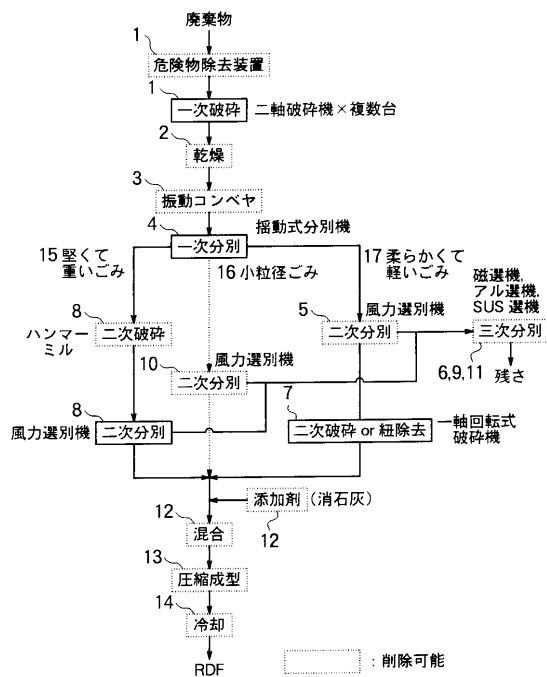 廃棄物
1
危険物除去装置
1
一次破砕 二軸破砕機×複数台
2
乾燥
3
振動コンベヤ
4 揺動式分別機
一次分別
15 堅くて
重いごみ
16 小粒径ごみ
17 柔らかくて
軽いごみ
磁選機,
アル選機,
SUS 選機
8
ハンマー
ミル
二次破砕
5 風力選別機
二次分別
三次分別
6,9,11
残さ
風力選別機
10
二次分別
8
風力選別機 二次分別
7
二次破砕 or 紐除去
一軸回転式
破砕機
添加剤 (消石灰)
12
12
混合
13
圧縮成型
14
冷却
RDF
: 削除可能